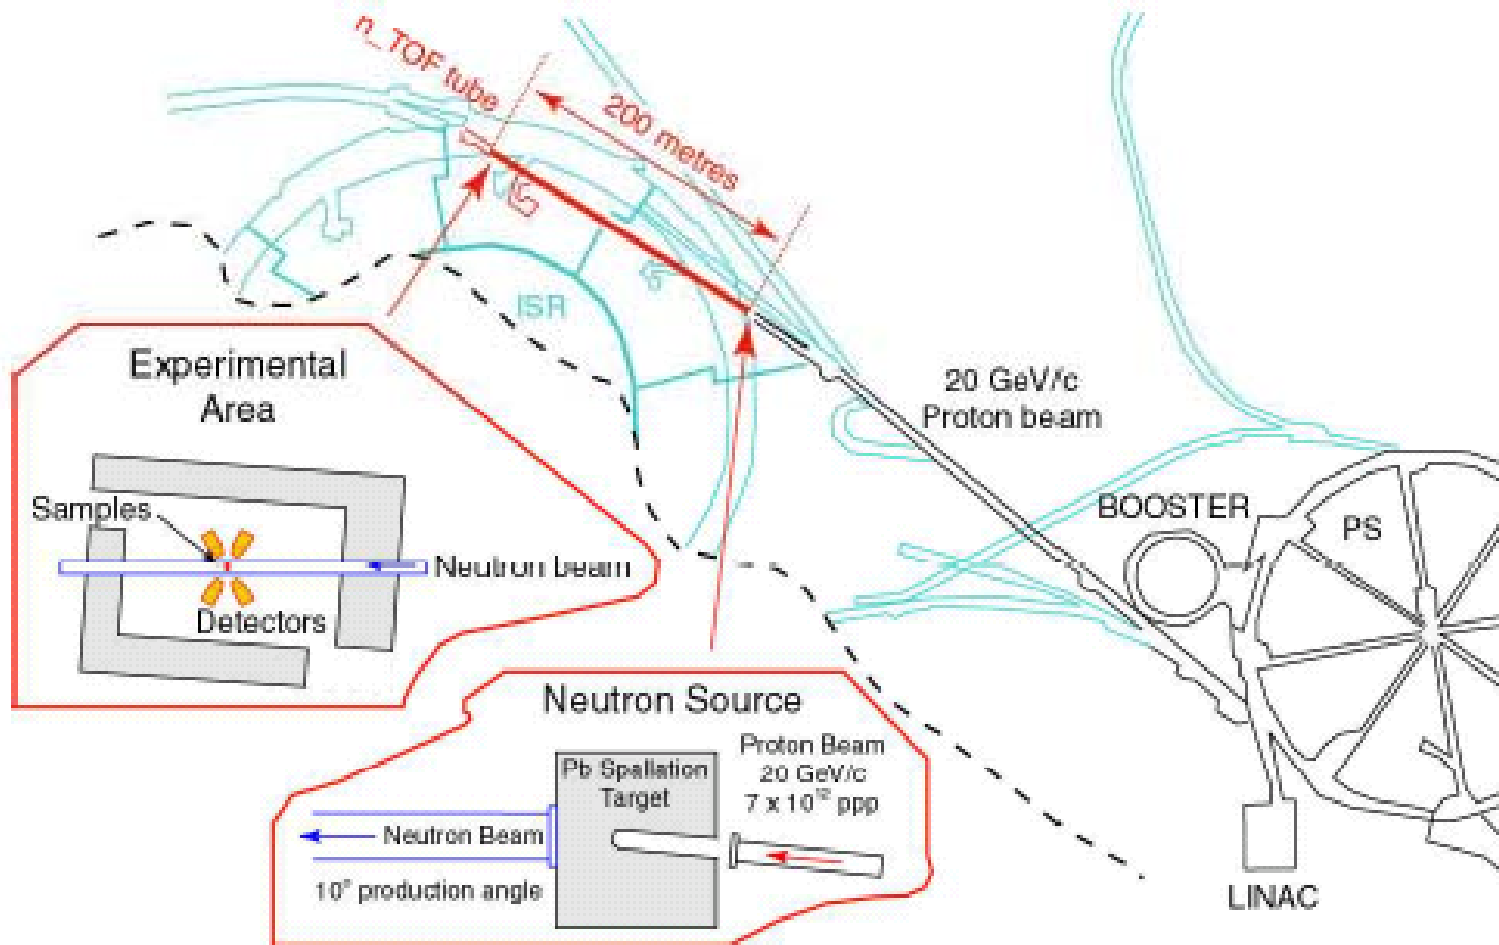 n_TOF tube
200 metres
ISR
Experimental
Area
Samples
Neutron beam
Detectors
20 GeV/c
Proton beam
BOOSTER
PS
LINAC
Neutron Source
Pb Spallation
Target
Proton Beam
20 GeV/c
7 x 10¹² ppp
Neutron Beam
10° production angle